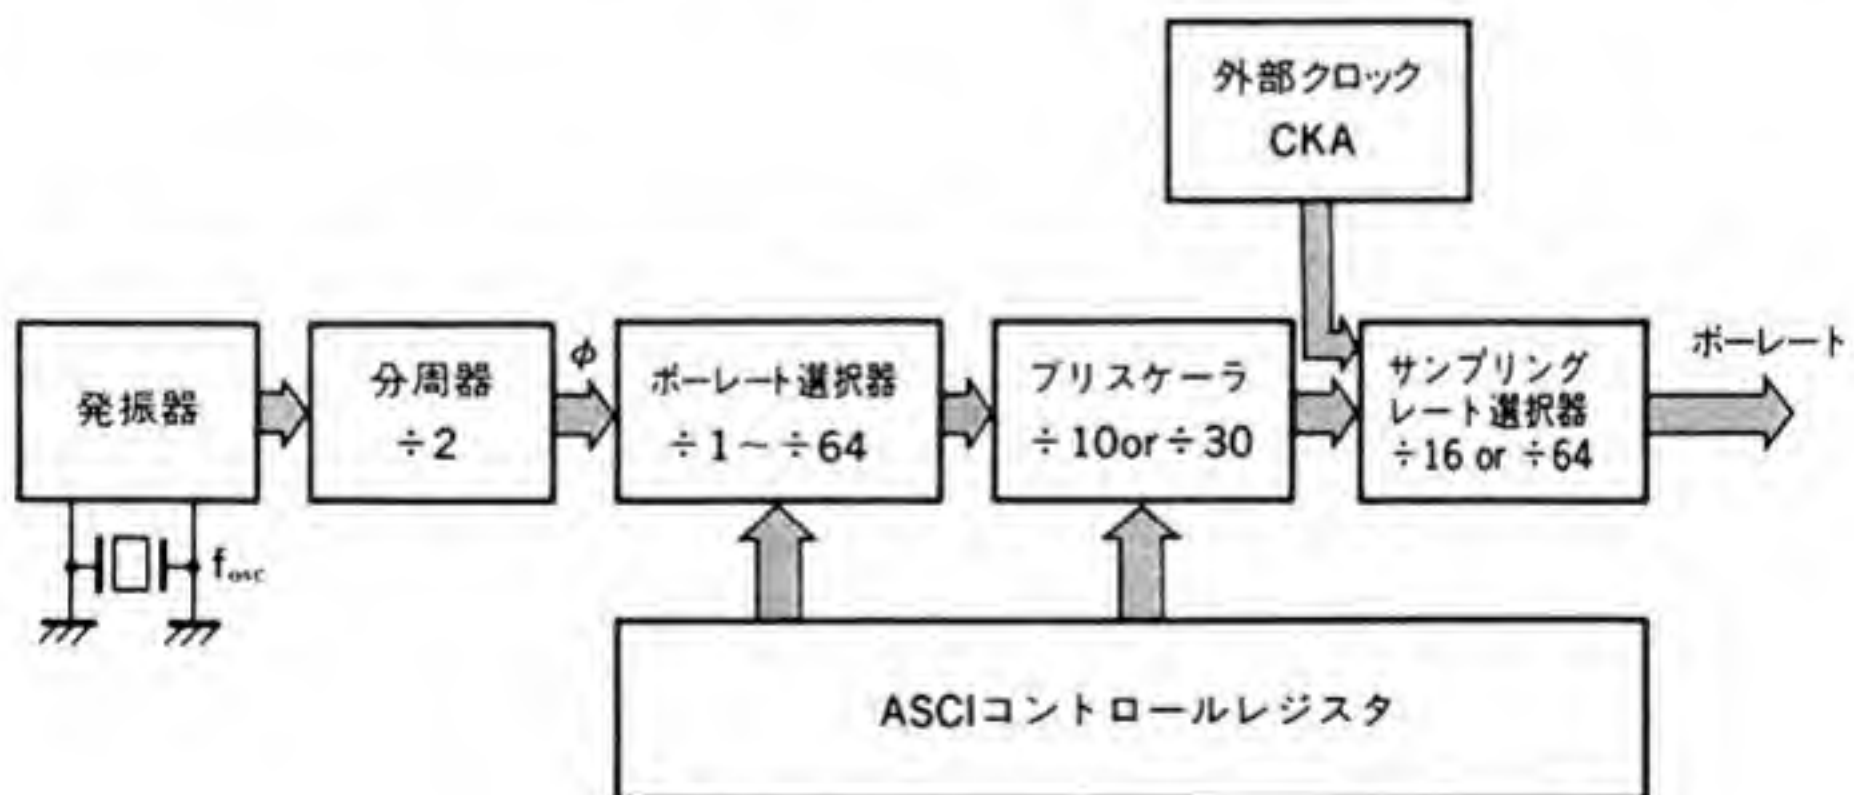 外部クロック
CKA
発振器
分周器
÷2
φ
ボーレート選択器
÷1～÷64
プリスケーラ
÷10or÷30
サンプリング
レート選択器
÷16 or ÷64
ボーレート
fosc
ASCIコントロールレジスタ